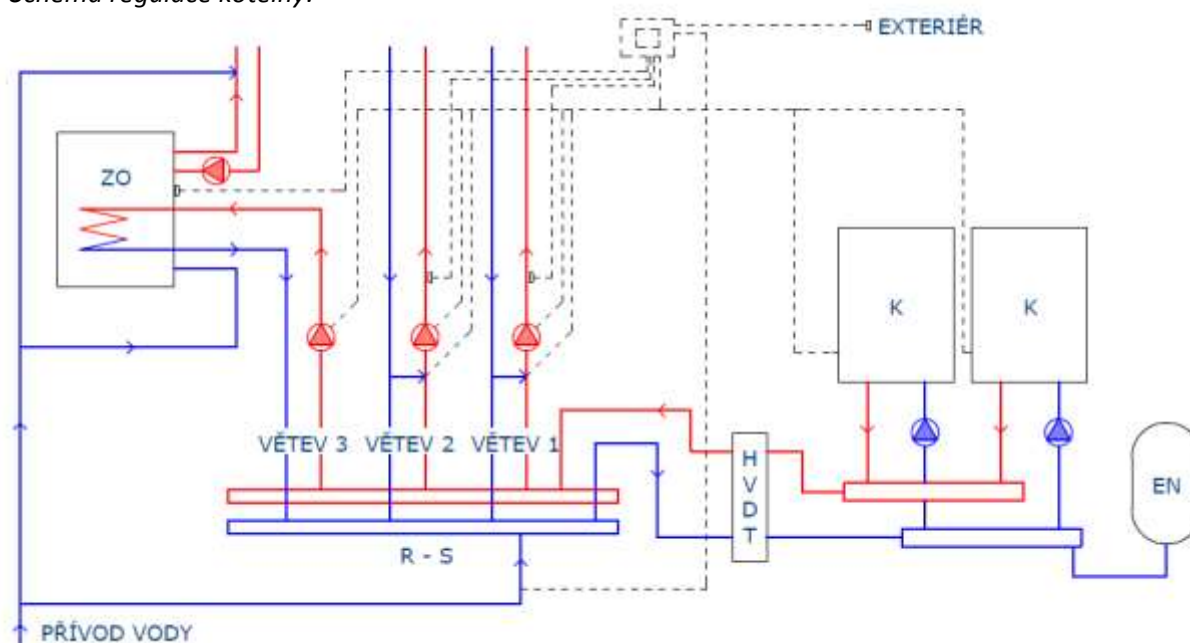 Schéma regulace kotelny:
EXTERIÉR
ZO
K
K
VĚTEV 3
VĚTEV 2
VĚTEV 1
H
V
D
T
EN
R - S
PŘÍVOD VODY